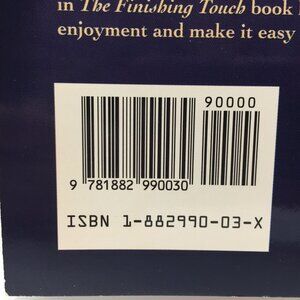 in The Finishing Touch book
enjoyment and make it easy
90000
9 781882 990030
ISBN 1-882990-03-X